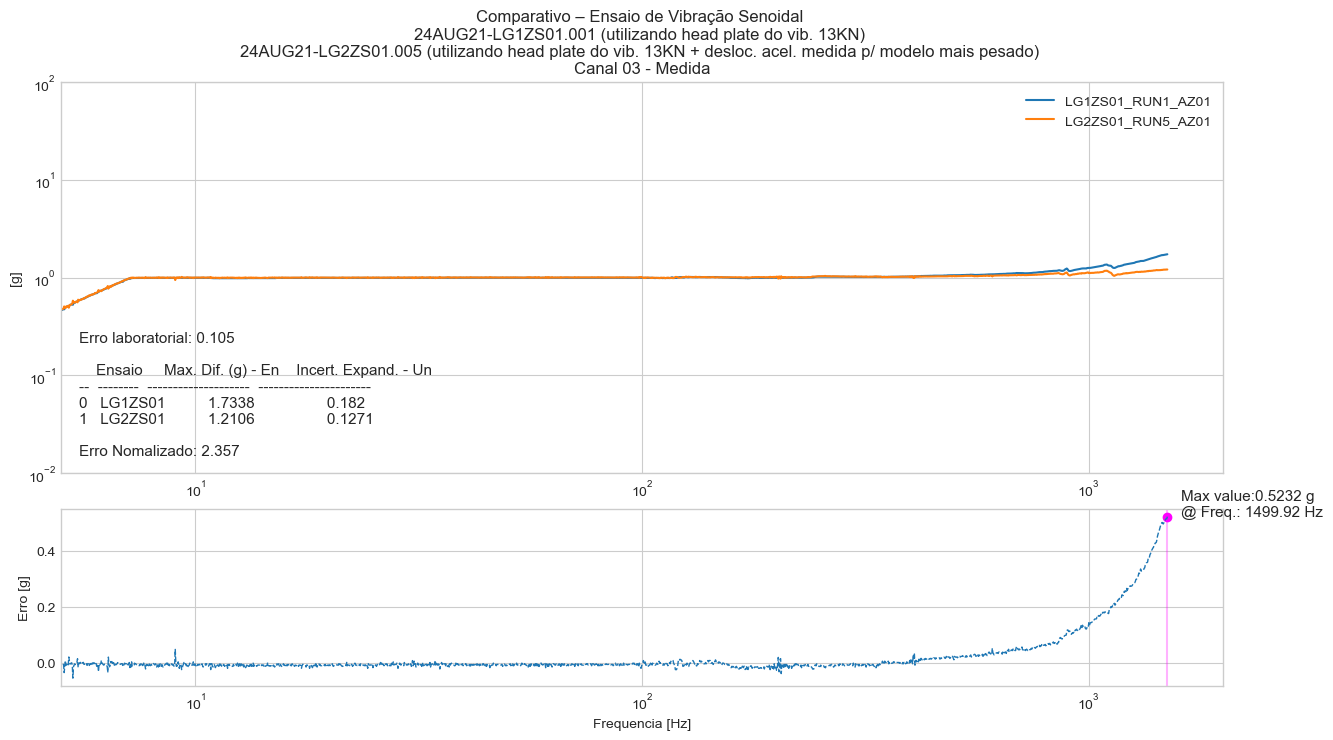 Comparativo – Ensaio de Vibração Senoidal
24AUG21-LG1ZS01.001 (utilizando head plate do vib. 13KN)
24AUG21-LG2ZS01.005 (utilizando head plate do vib. 13KN + desloc. acel. medida p/ modelo mais pesado)
Canal 03 - Medida
LG1ZS01_RUN1_AZ01
LG2ZS01_RUN5_AZ01
10²
10¹
10⁰
10⁻¹
10⁻²
[g]
Erro laboratorial: 0.105
Ensaio Max. Dif. (g) - En Incert. Expand. - Un
-- -------- -------------------- ----------------------
0 LG1ZS01 1.7338 0.182
1 LG2ZS01 1.2106 0.1271
Erro Nomalizado: 2.357
10¹ 10² 10³
Max value:0.5232 g
@ Freq.: 1499.92 Hz
0.4
0.2
0.0
Erro [g]
10¹ 10² 10³
Frequencia [Hz]